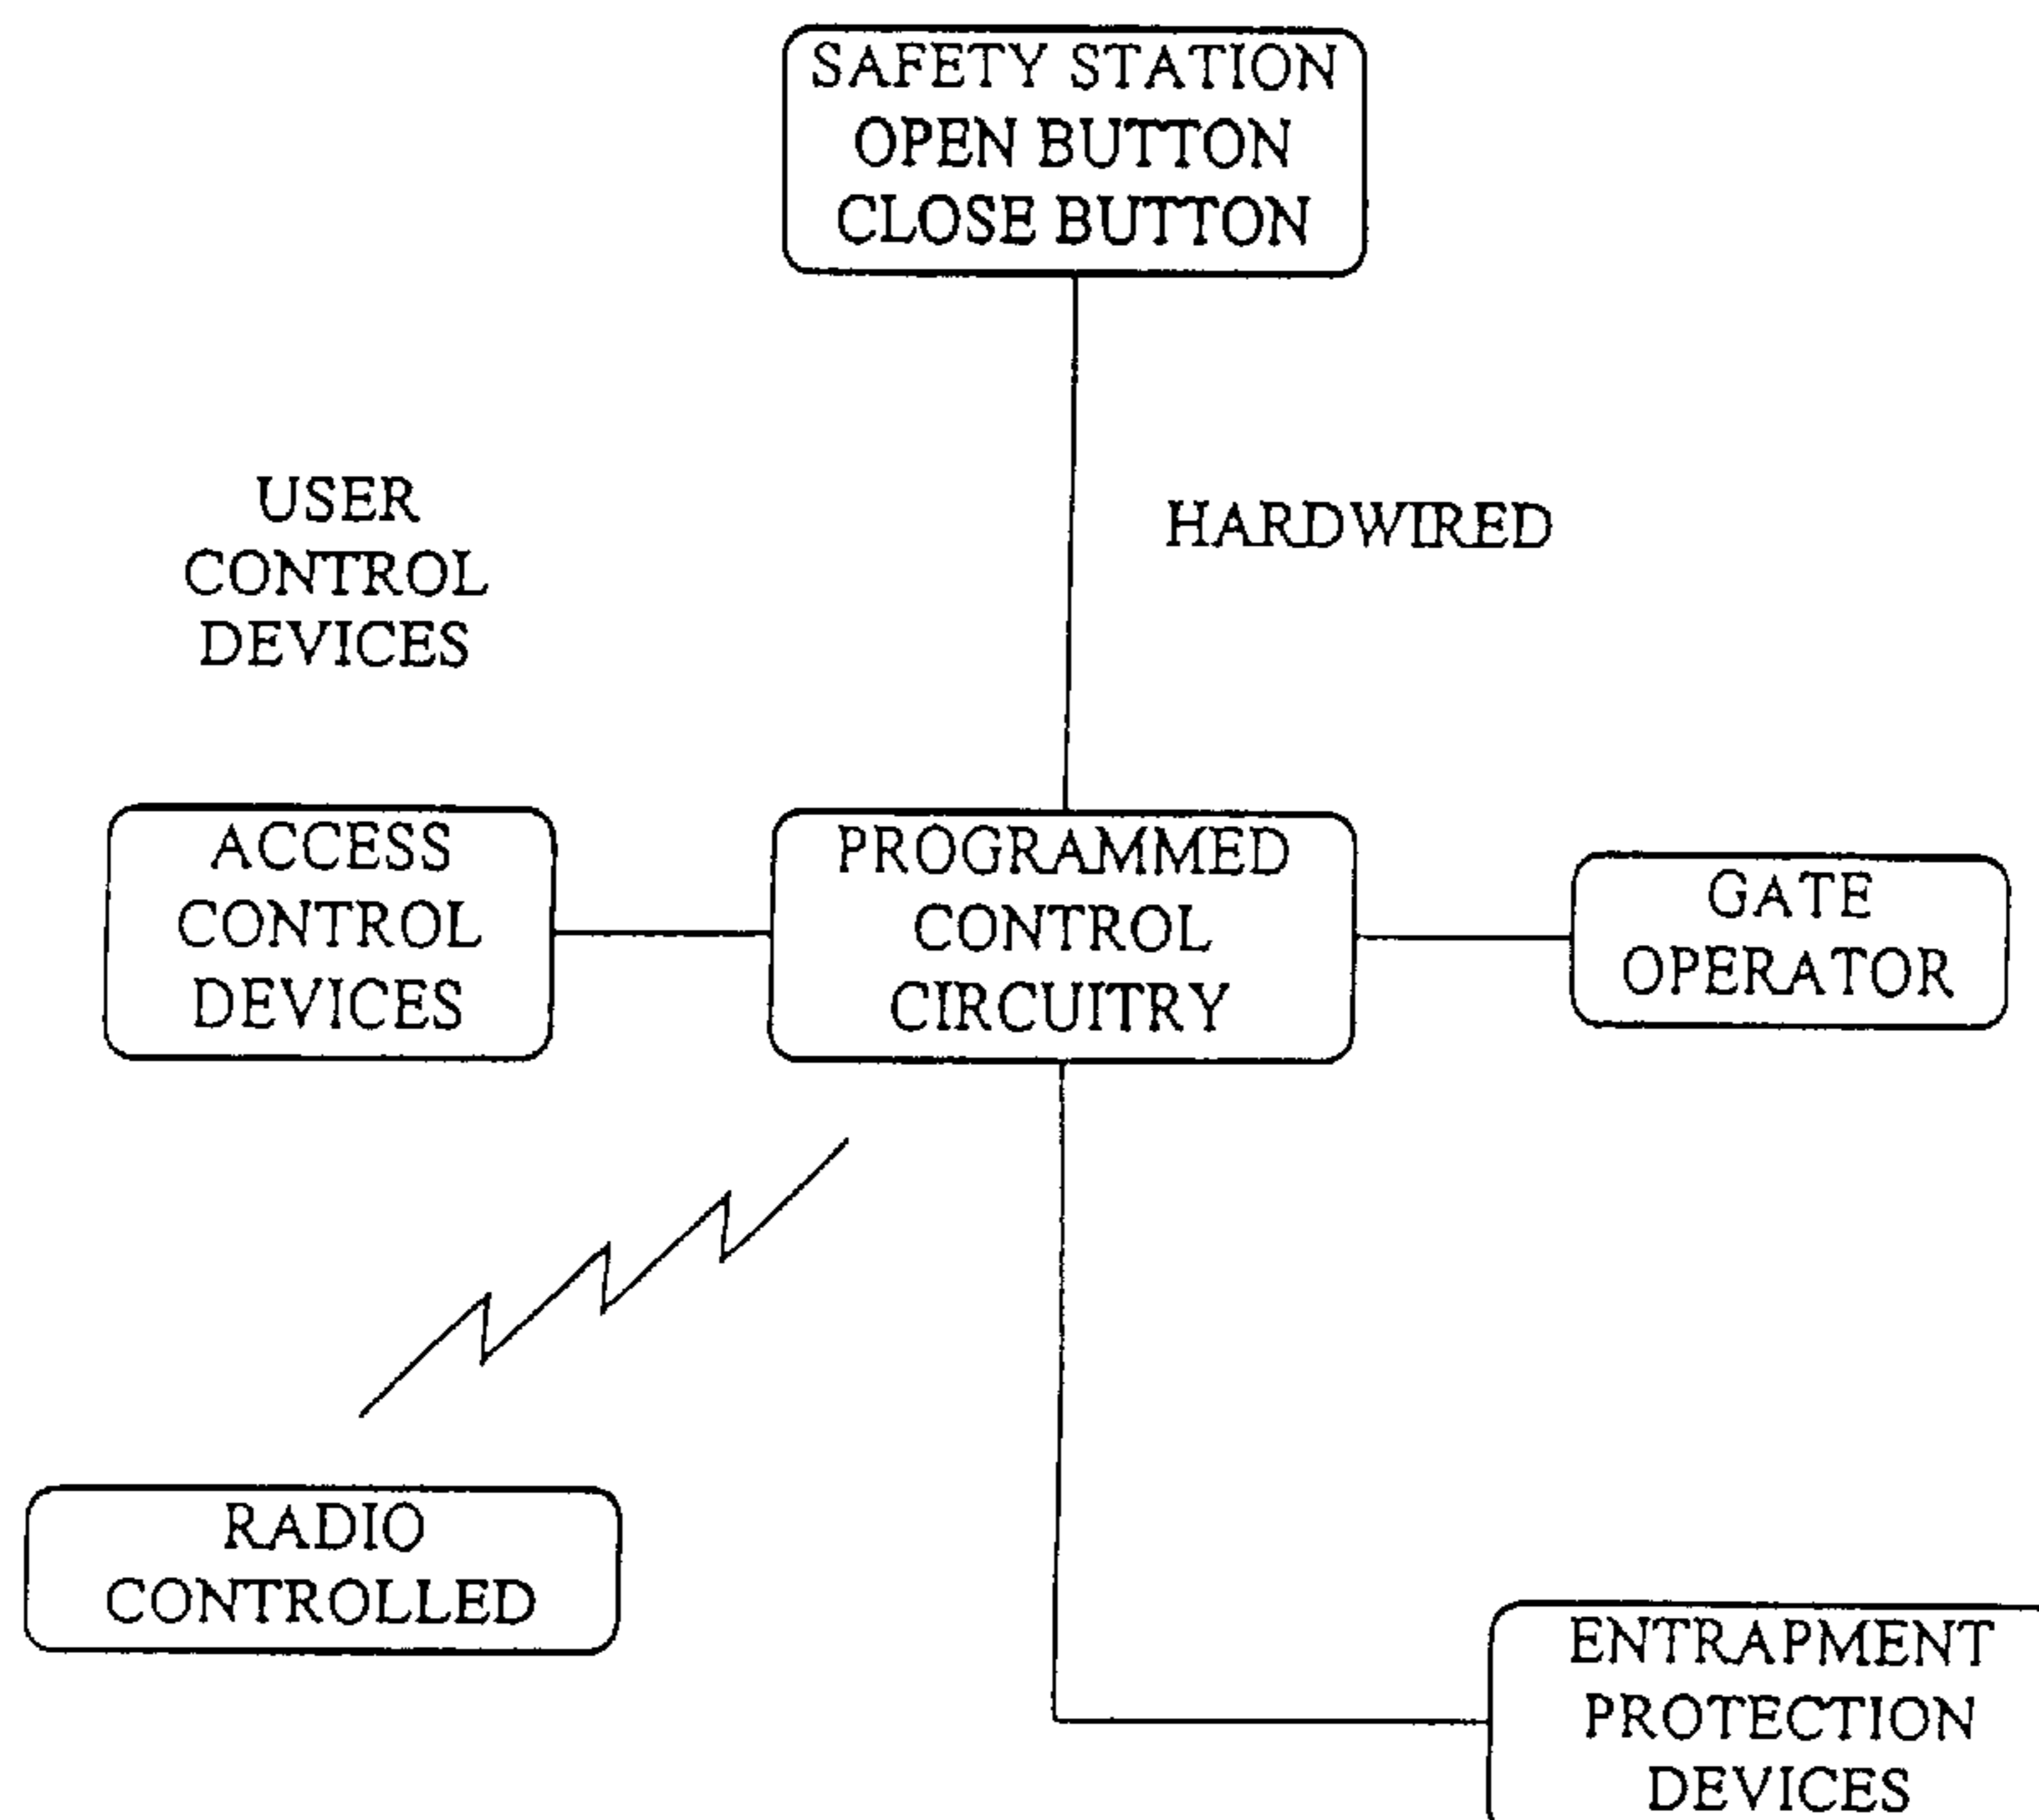 SAFETY STATION
OPEN BUTTON
CLOSE BUTTON
USER
CONTROL
DEVICES
HARDWIRED
ACCESS
CONTROL
DEVICES
PROGRAMMED
CONTROL
CIRCUITRY
GATE
OPERATOR
RADIO
CONTROLLED
ENTRAPMENT
PROTECTION
DEVICES